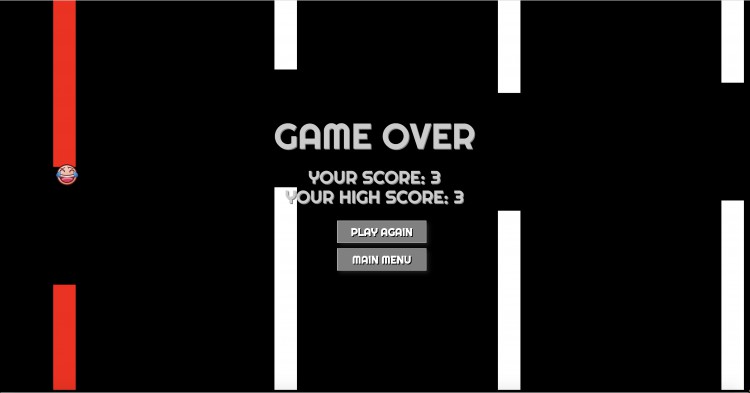 GAME OVER
YOUR SCORE: 3
YOUR HIGH SCORE: 3
PLAY AGAIN
MAIN MENU